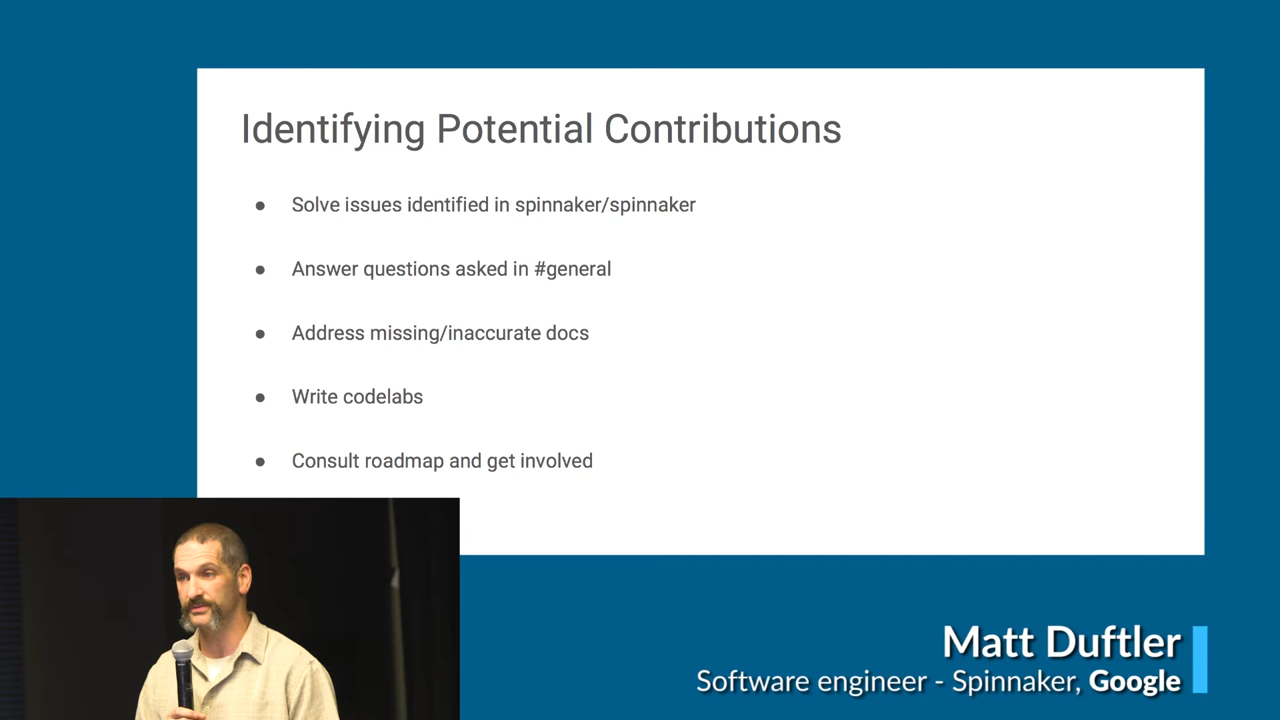 Identifying Potential Contributions
● Solve issues identified in spinnaker/spinnaker
● Answer questions asked in #general
● Address missing/inaccurate docs
● Write codelabs
● Consult roadmap and get involved
Matt Duftler
Software engineer - Spinnaker, Google